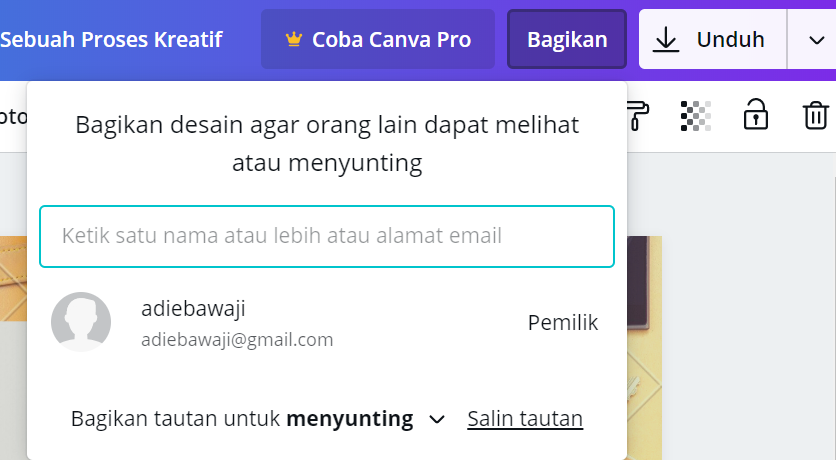 Sebuah Proses Kreatif
Coba Canva Pro
Bagikan
Unduh
Bagikan desain agar orang lain dapat melihat
atau menyunting
Ketik satu nama atau lebih atau alamat email
adiebawaji
Pemilik
adiebawaji@gmail.com
Bagikan tautan untuk menyunting
Salin tautan